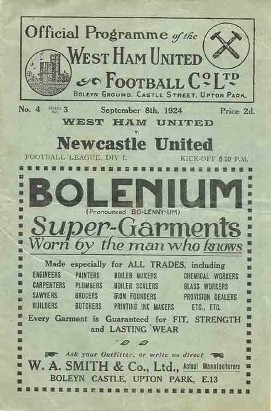 Official Programme of the
WEST HAM UNITED
FOOTBALL CO. LTD
BOLEYN GROUND, CASTLE STREET, UPTON PARK.
No. 4 3 September 8th, 1924 Price 2d.
WEST HAM UNITED
v
Newcastle United
FOOTBALL LEAGUE, DIV I. KICK-OFF 5-30 P.M.
BOLENIUM
(Pronounced BO-LENNY-UM)
Super-Garments
Worn by the man who knows
Made especially for ALL TRADES, including
ENGINEERS PAINTERS BOILER MAKERS CHEMICAL WORKERS
CARPENTERS PLUMBERS BOILER SCALERS GLASS WORKERS
SAWYERS GROCERS IRON FOUNDERS PROVISION DEALERS
BUILDERS BUTCHERS PRINTING INK MAKERS ETC., ETC.
Every Garment is Guaranteed for FIT, STRENGTH
and LASTING WEAR
Ask your Outfitter, or write us direct
W. A. SMITH & Co., Ltd., Actual Manufacturers
BOLEYN CASTLE, UPTON PARK, E.13